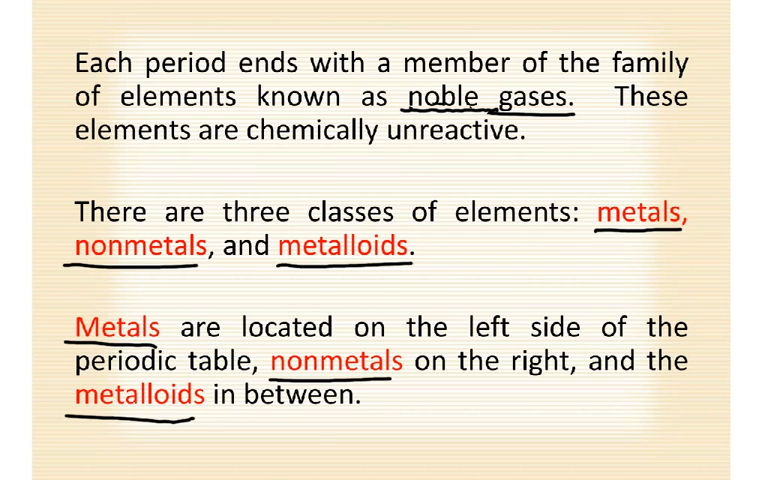 Each period ends with a member of the family
of elements known as noble gases. These
elements are chemically unreactive.
There are three classes of elements: metals,
nonmetals, and metalloids.
Metals are located on the left side of the
periodic table, nonmetals on the right, and the
metalloids in between.